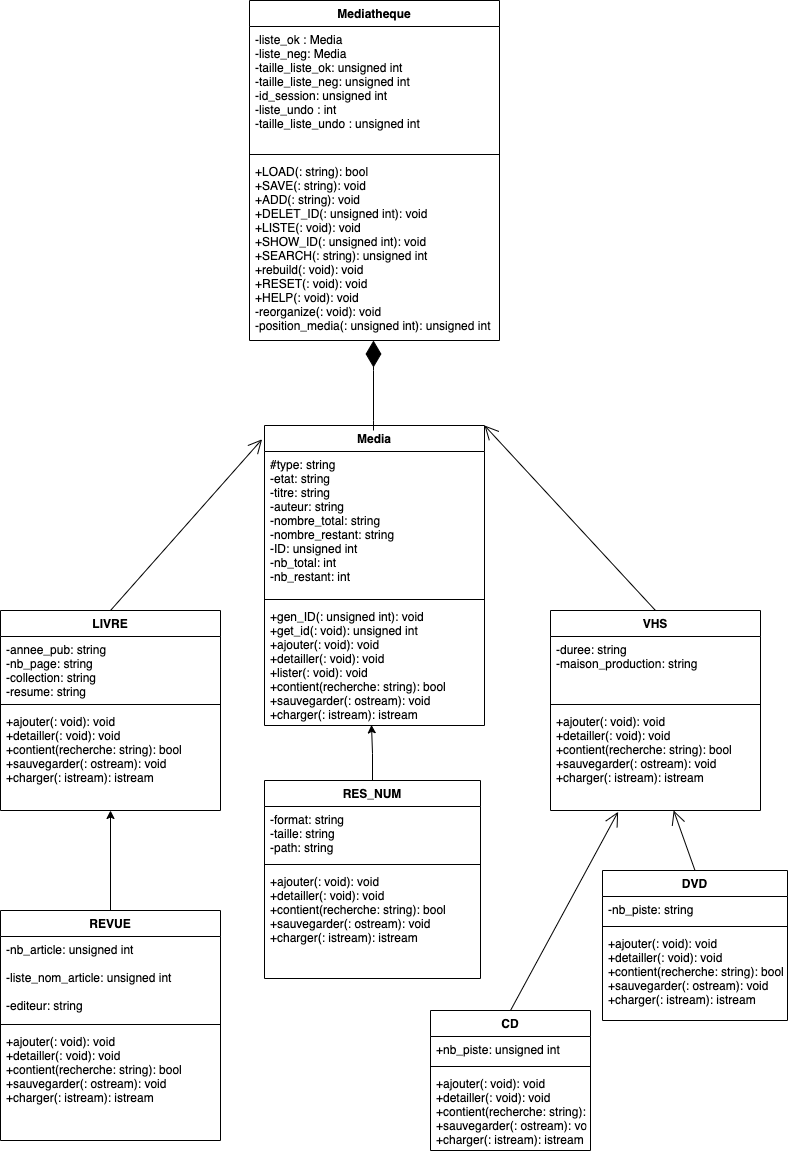 Mediatheque
-liste_ok : Media
-liste_neg: Media
-taille_liste_ok: unsigned int
-taille_liste_neg: unsigned int
-id_session: unsigned int
-liste_undo : int
-taille_liste_undo : unsigned int
+LOAD(: string): bool
+SAVE(: string): void
+ADD(: string): void
+DELET_ID(: unsigned int): void
+LISTE(: void): void
+SHOW_ID(: unsigned int): void
+SEARCH(: string): unsigned int
+rebuild(: void): void
+RESET(: void): void
+HELP(: void): void
-reorganize(: void): void
-position_media(: unsigned int): unsigned int
Media
#type: string
-etat: string
-titre: string
-auteur: string
-nombre_total: string
-nombre_restant: string
-ID: unsigned int
-nb_total: int
-nb_restant: int
+gen_ID(: unsigned int): void
+get_id(: void): unsigned int
+ajouter(: void): void
+detailler(: void): void
+lister(: void): void
+contient(recherche: string): bool
+sauvegarder(: ostream): void
+charger(: istream): istream
LIVRE
-annee_pub: string
-nb_page: string
-collection: string
-resume: string
+ajouter(: void): void
+detailler(: void): void
+contient(recherche: string): bool
+sauvegarder(: ostream): void
+charger(: istream): istream
VHS
-duree: string
-maison_production: string
+ajouter(: void): void
+detailler(: void): void
+contient(recherche: string): bool
+sauvegarder(: ostream): void
+charger(: istream): istream
RES_NUM
-format: string
-taille: string
-path: string
+ajouter(: void): void
+detailler(: void): void
+contient(recherche: string): bool
+sauvegarder(: ostream): void
+charger(: istream): istream
DVD
-nb_piste: string
+ajouter(: void): void
+detailler(: void): void
+contient(recherche: string): bool
+sauvegarder(: ostream): void
+charger(: istream): istream
REVUE
-nb_article: unsigned int
-liste_nom_article: unsigned int
-editeur: string
+ajouter(: void): void
+detailler(: void): void
+contient(recherche: string): bool
+sauvegarder(: ostream): void
+charger(: istream): istream
CD
+nb_piste: unsigned int
+ajouter(: void): void
+detailler(: void): void
+contient(recherche: string):
+sauvegarder(: ostream): vo
+charger(: istream): istream